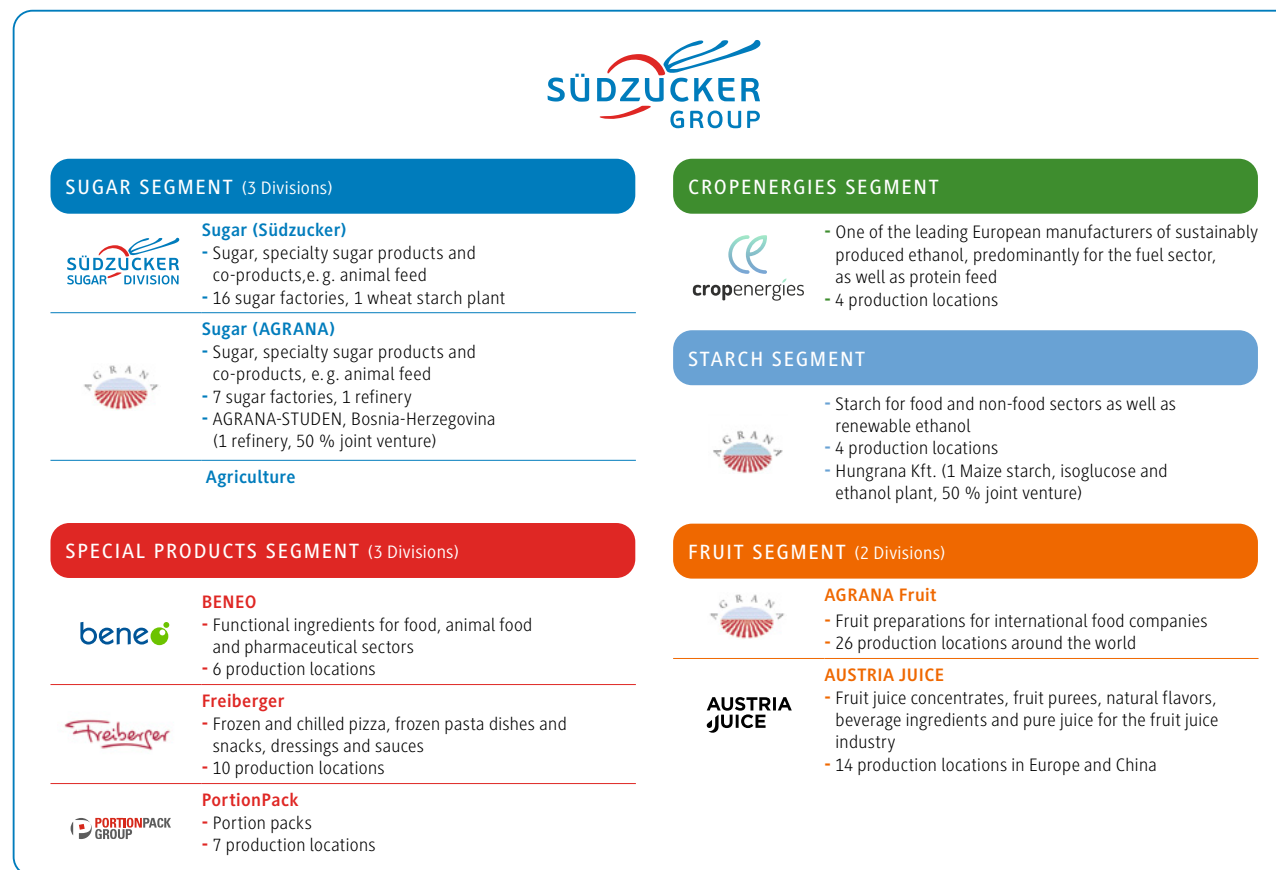 SÜDZUCKER
GROUP
SUGAR SEGMENT (3 Divisions)
SÜDZUCKER
SUGAR DIVISION
Sugar (Südzucker)
- Sugar, specialty sugar products and
co-products,e. g. animal feed
- 16 sugar factories, 1 wheat starch plant
AGRANA
Sugar (AGRANA)
- Sugar, specialty sugar products and
co-products, e. g. animal feed
- 7 sugar factories, 1 refinery
- AGRANA-STUDEN, Bosnia-Herzegovina
(1 refinery, 50 % joint venture)
Agriculture
SPECIAL PRODUCTS SEGMENT (3 Divisions)
beneo
BENEO
- Functional ingredients for food, animal food
and pharmaceutical sectors
- 6 production locations
Freiberger
Freiberger
- Frozen and chilled pizza, frozen pasta dishes and
snacks, dressings and sauces
- 10 production locations
PORTIONPACK
GROUP
PortionPack
- Portion packs
- 7 production locations
CROPENERGIES SEGMENT
cropenergies
- One of the leading European manufacturers of sustainably
produced ethanol, predominantly for the fuel sector,
as well as protein feed
- 4 production locations
STARCH SEGMENT
AGRANA
- Starch for food and non-food sectors as well as
renewable ethanol
- 4 production locations
- Hungrana Kft. (1 Maize starch, isoglucose and
ethanol plant, 50 % joint venture)
FRUIT SEGMENT (2 Divisions)
AGRANA
AGRANA Fruit
- Fruit preparations for international food companies
- 26 production locations around the world
AUSTRIA
JUICE
AUSTRIA JUICE
- Fruit juice concentrates, fruit purees, natural flavors,
beverage ingredients and pure juice for the fruit juice
industry
- 14 production locations in Europe and China